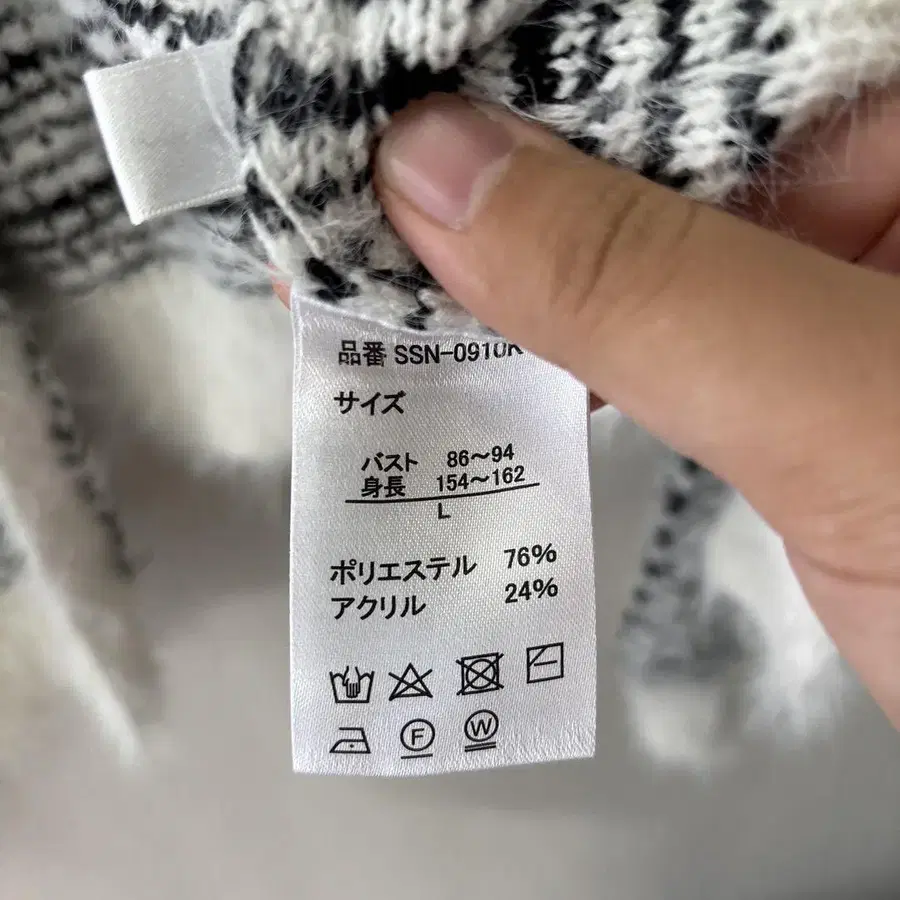 品番 SSN-0910K
サイズ
バスト 86～94
身長 154～162
L
ポリエステル 76%
アクリル 24%
F
W